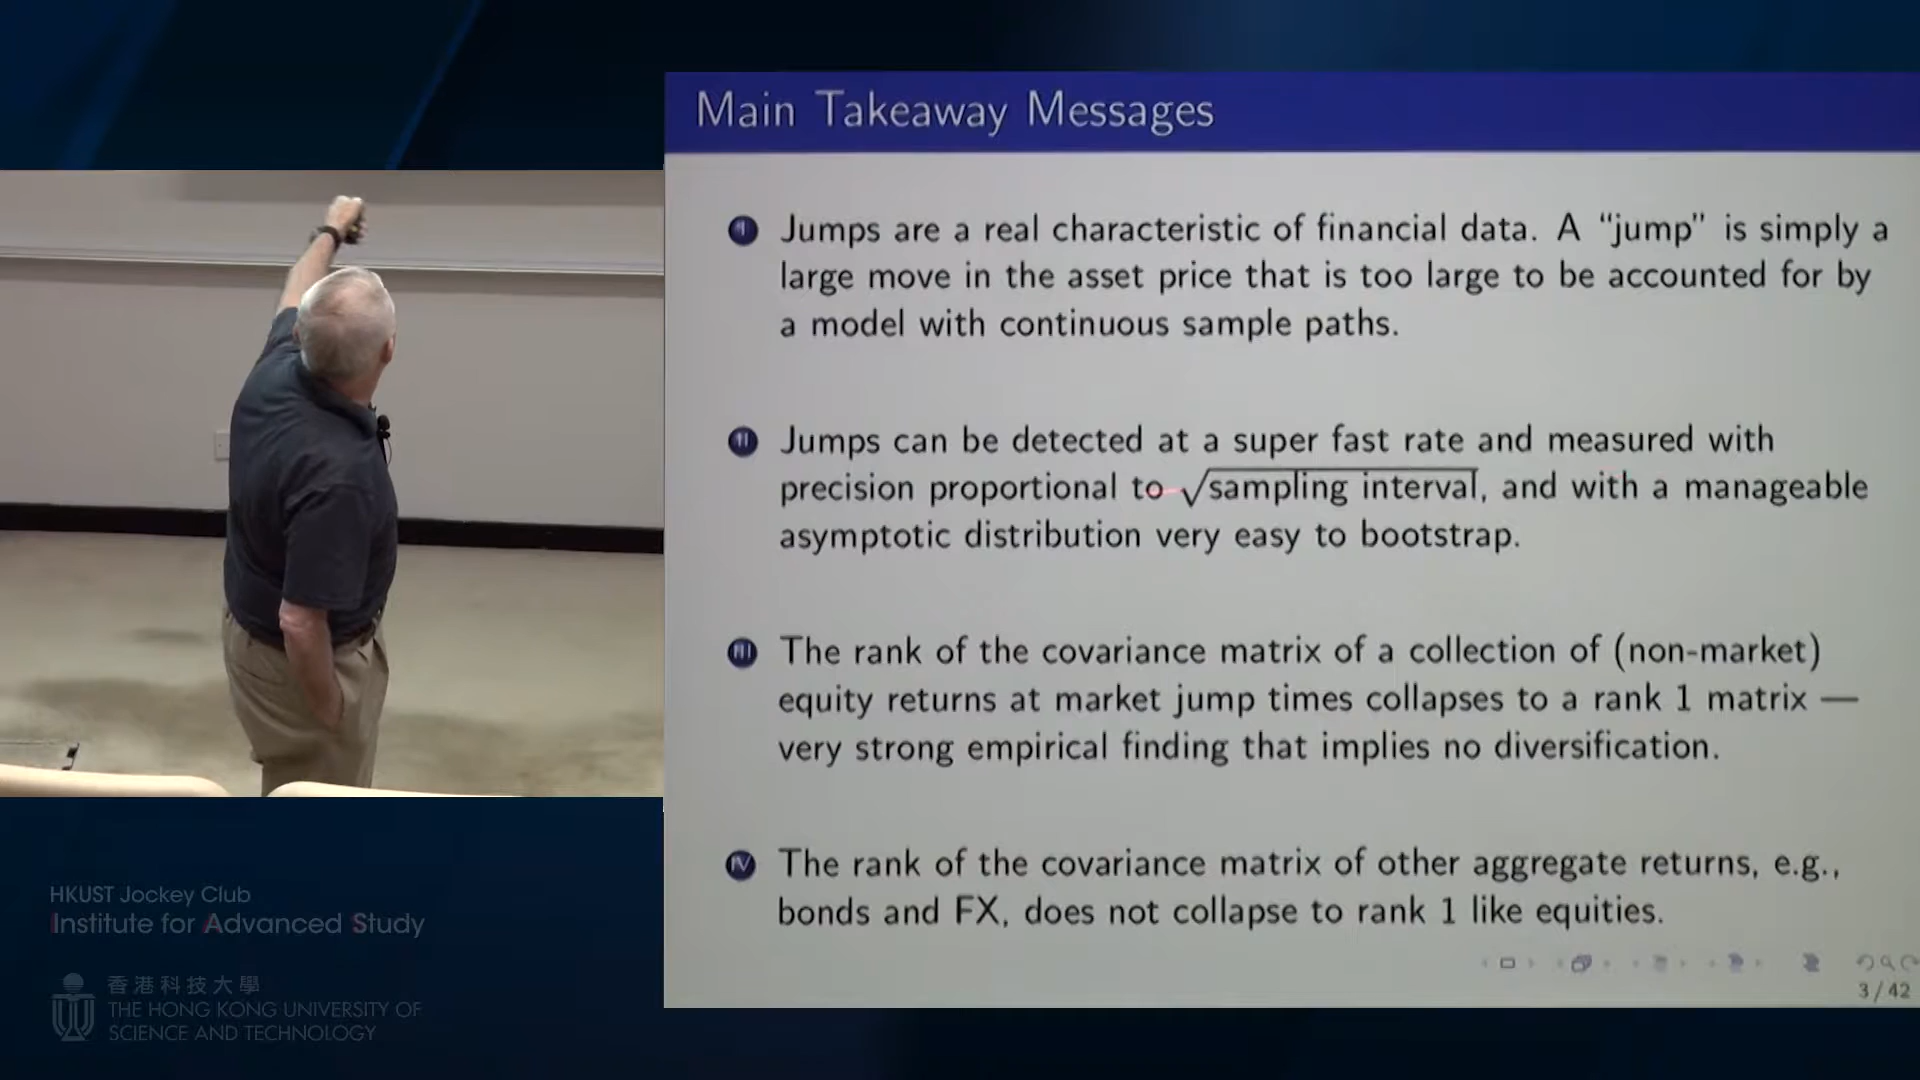 Main Takeaway Messages
I Jumps are a real characteristic of financial data. A “jump” is simply a
large move in the asset price that is too large to be accounted for by
a model with continuous sample paths.
II Jumps can be detected at a super fast rate and measured with
precision proportional to √sampling interval, and with a manageable
asymptotic distribution very easy to bootstrap.
III The rank of the covariance matrix of a collection of (non-market)
equity returns at market jump times collapses to a rank 1 matrix —
very strong empirical finding that implies no diversification.
IV The rank of the covariance matrix of other aggregate returns, e.g.,
bonds and FX, does not collapse to rank 1 like equities.
3 / 42
HKUST Jockey Club
Institute for Advanced Study
香港科技大學
THE HONG KONG UNIVERSITY OF
SCIENCE AND TECHNOLOGY